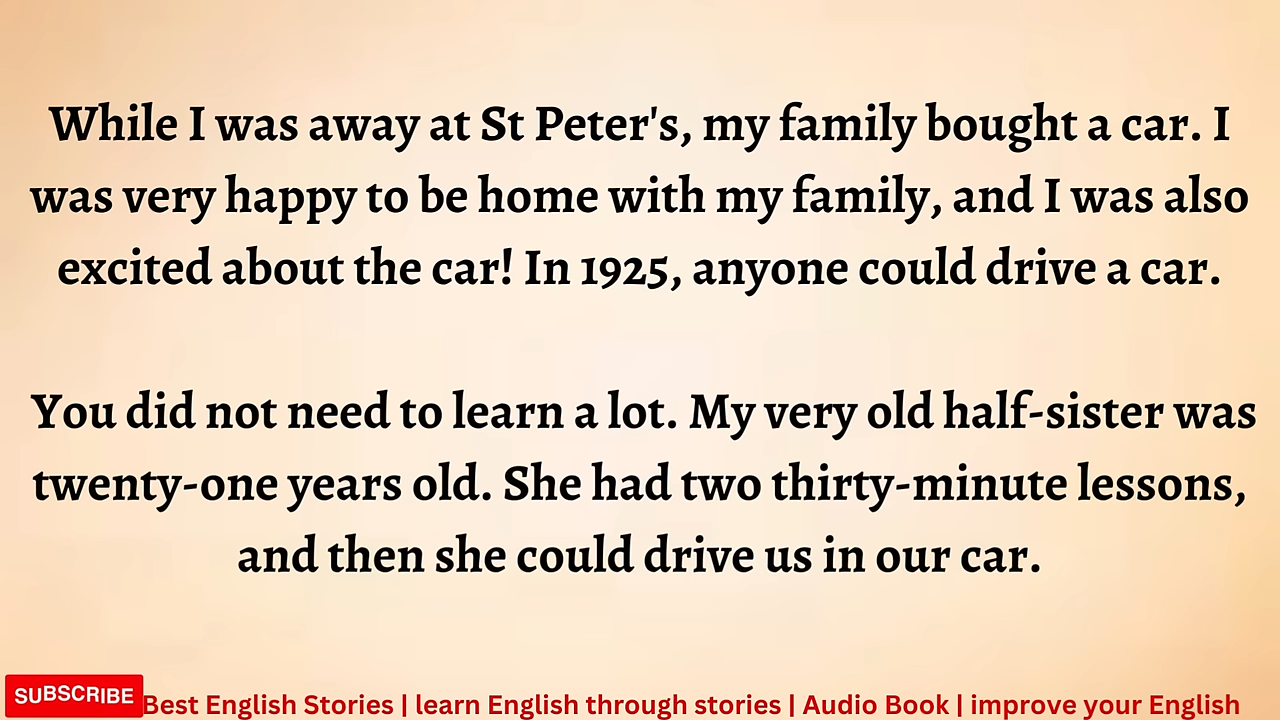 While I was away at St Peter's, my family bought a car. I
was very happy to be home with my family, and I was also
excited about the car! In 1925, anyone could drive a car.
You did not need to learn a lot. My very old half-sister was
twenty-one years old. She had two thirty-minute lessons,
and then she could drive us in our car.
SUBSCRIBE
Best English Stories | learn English through stories | Audio Book | improve your English